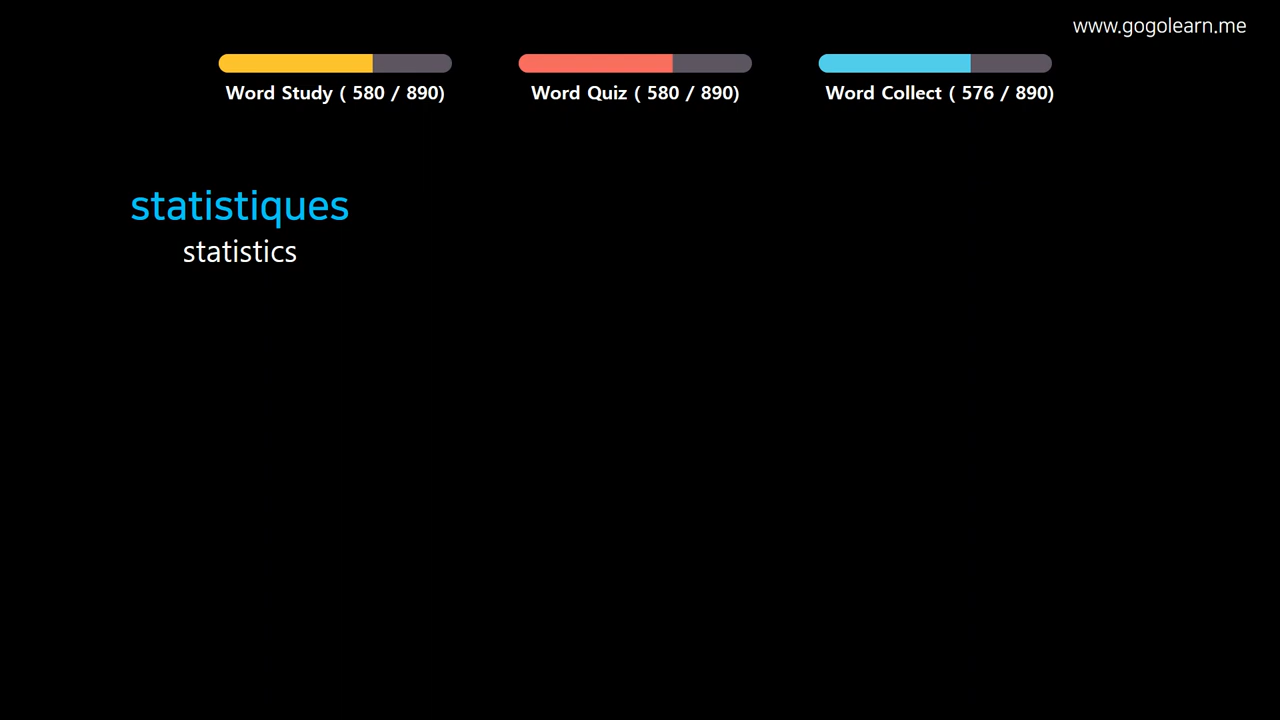 www.gogolearn.me
Word Study ( 580 / 890)
Word Quiz ( 580 / 890)
Word Collect ( 576 / 890)
statistiques
statistics